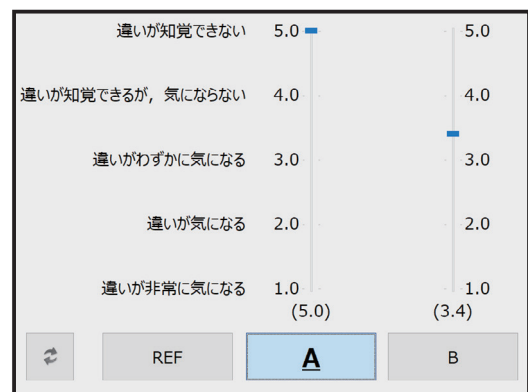 違いが知覚できない 5.0 5.0
違いが知覚できるが，気にならない 4.0 4.0
違いがわずかに気になる 3.0 3.0
違いが気になる 2.0 2.0
違いが非常に気になる 1.0 1.0
(5.0) (3.4)
REF A B